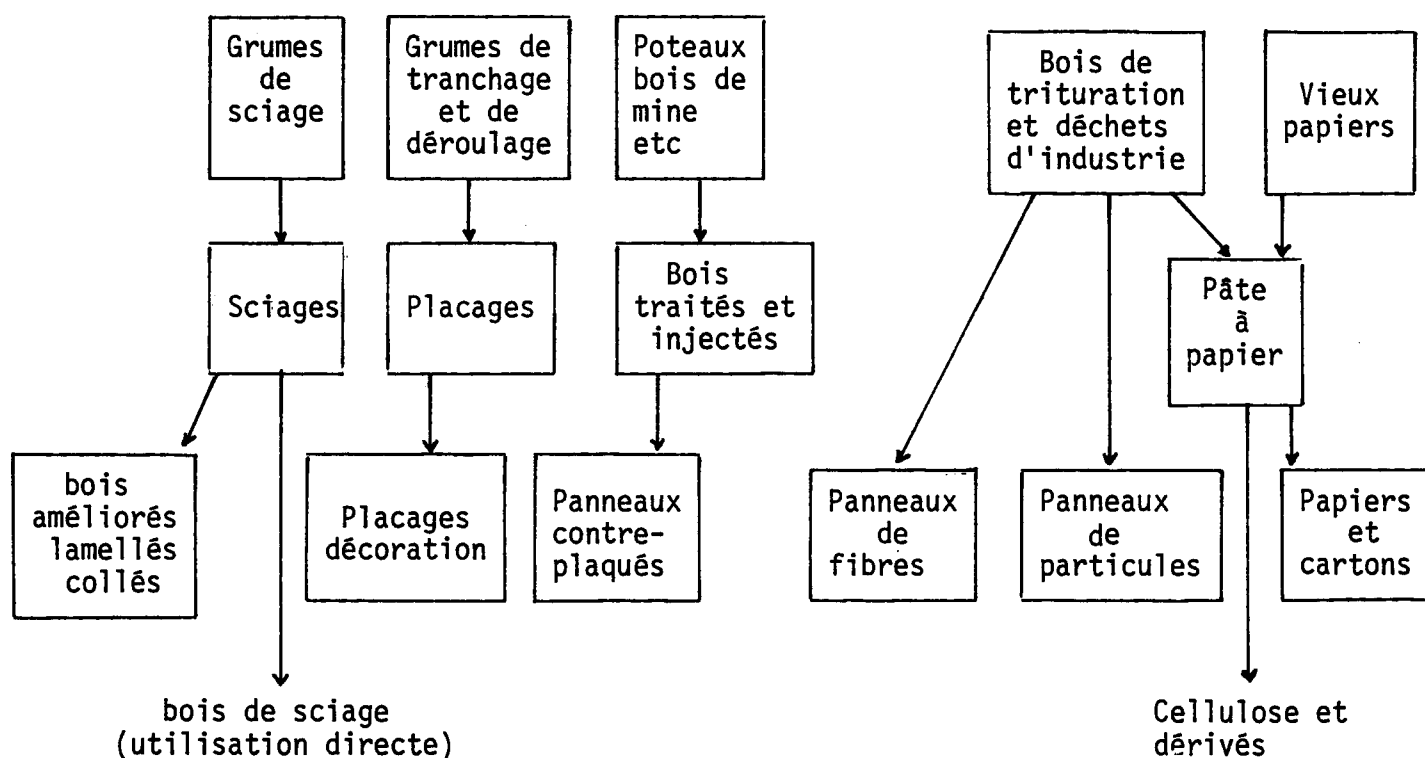 Grumes
de
sciage
Grumes de
tranchage
et de
déroulage
Poteaux
bois de
mine
etc
Bois de
trituration
et déchets
d'industrie
Vieux
papiers
Sciages
Placages
Bois
traités et
injectés
Pâte
à
papier
bois
améliorés
lamellés
collés
Placages
décoration
Panneaux
contre-
plaqués
Panneaux
de
fibres
Panneaux
de
particules
Papiers
et
cartons
bois de sciage
(utilisation directe)
Cellulose et
dérivés